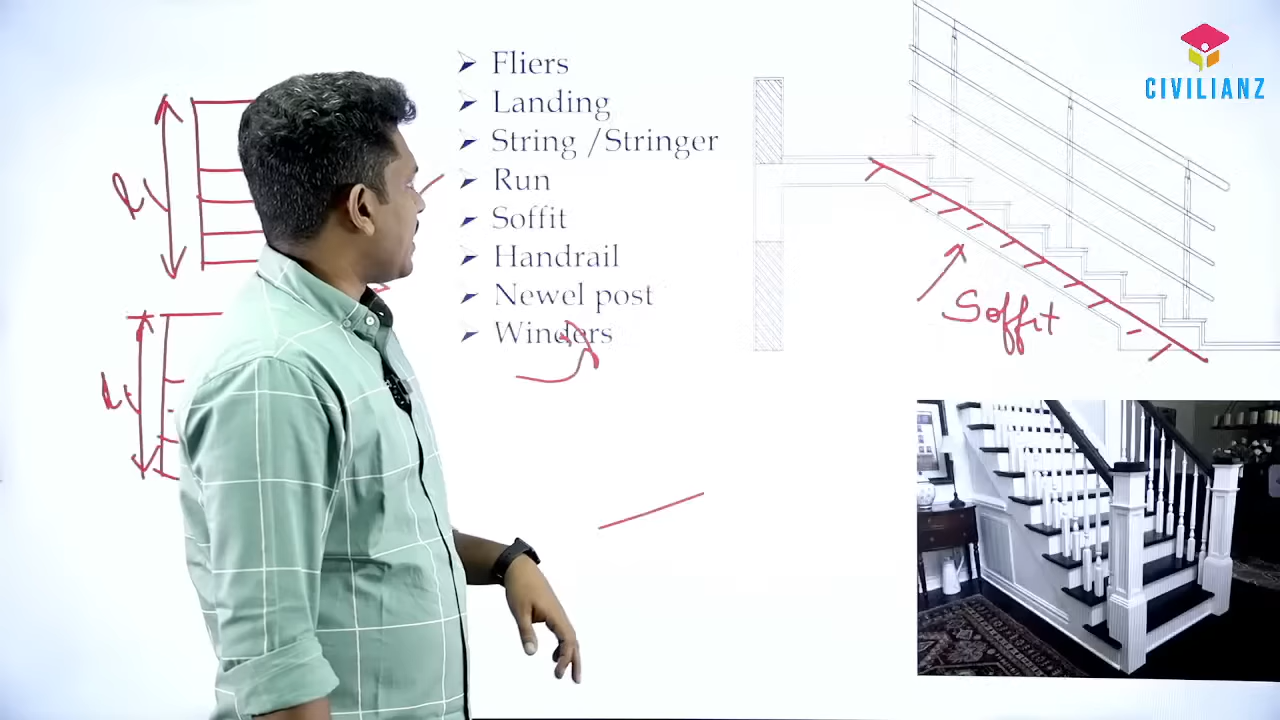 Fliers
Landing
String /Stringer
Run
Soffit
Handrail
Newel post
Winders
Soffit
CIVILIANZ